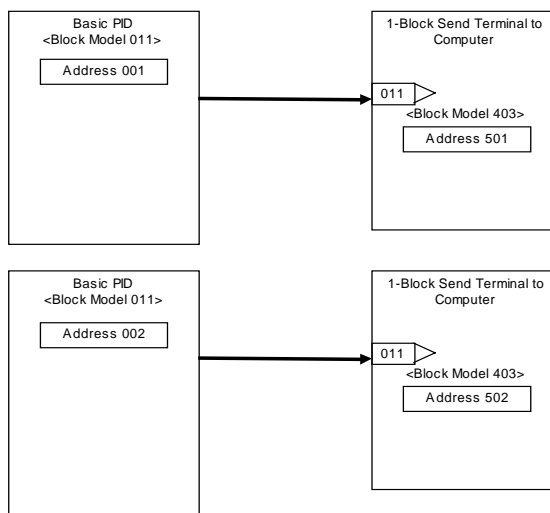 Basic PID
<Block Model 011>
Address 001
1-Block Send Terminal to
Computer
011
<Block Model 403>
Address 501
Basic PID
<Block Model 011>
Address 002
1-Block Send Terminal to
Computer
011
<Block Model 403>
Address 502